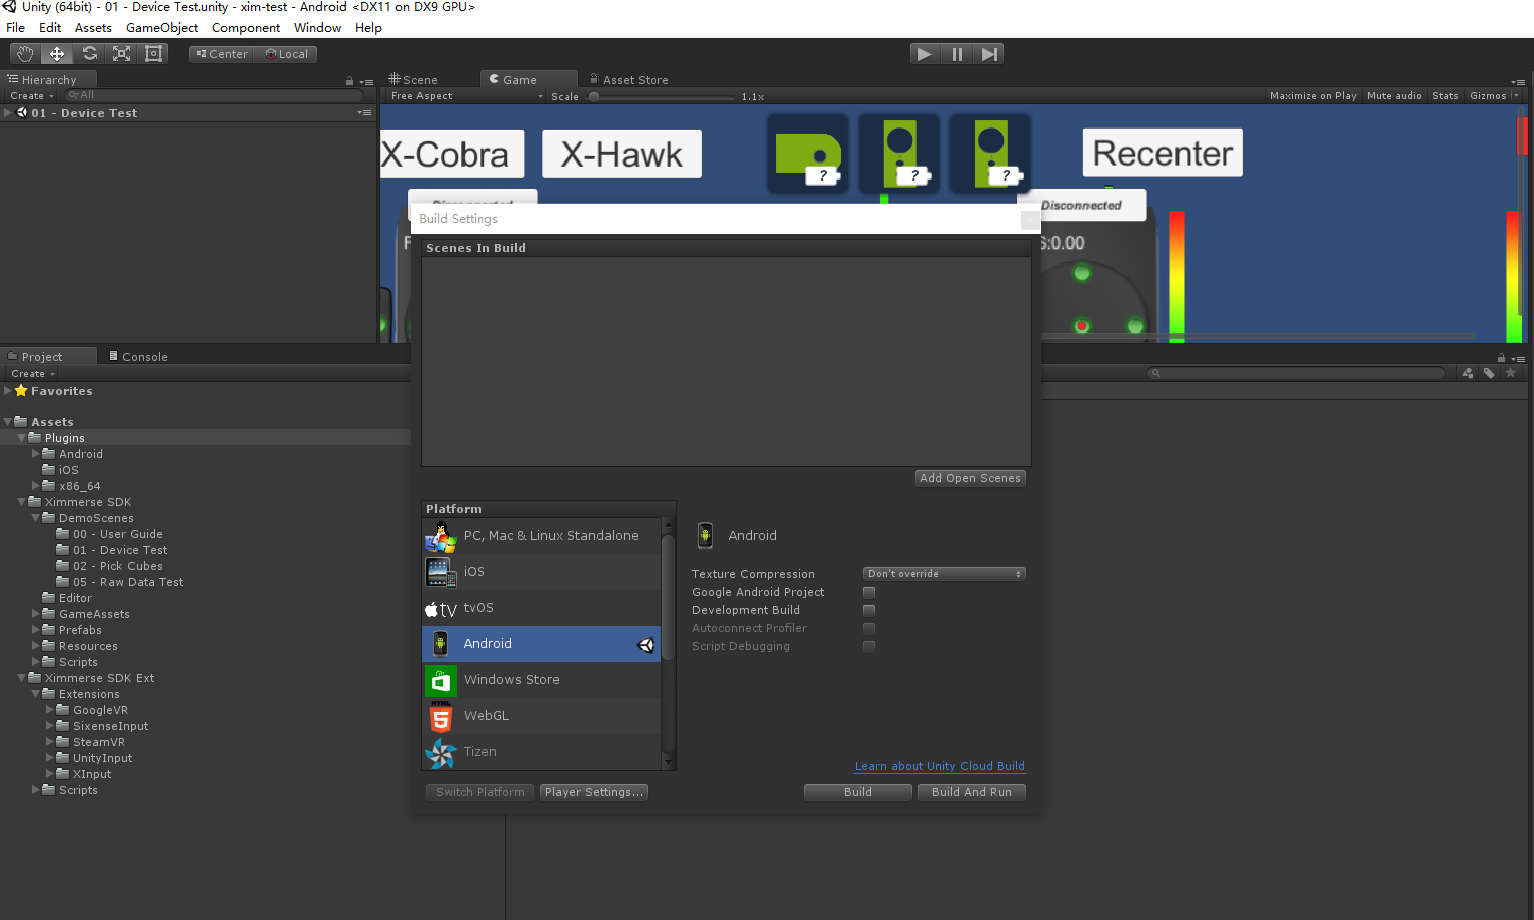 Unity (64bit) - 01 - Device Test.unity - xim-test - Android <DX11 on DX9 GPU>
File Edit Assets GameObject Component Window Help
Center Local
Hierarchy
Scene Game Asset Store
Create All
Free Aspect Scale 1.1x Maximize on Play Mute audio Stats Gizmos
01 - Device Test
X-Cobra X-Hawk ? ? ? Recenter
Disconnected
Build Settings
Scenes In Build
S:0.00
Project Console
Create
Favorites
Assets
Plugins
Android
iOS
x86_64
Ximmerse SDK
DemoScenes
00 - User Guide
01 - Device Test
02 - Pick Cubes
05 - Raw Data Test
Editor
GameAssets
Prefabs
Resources
Scripts
Ximmerse SDK Ext
Extensions
GoogleVR
SixenseInput
SteamVR
UnityInput
XInput
Scripts
Add Open Scenes
Platform
PC, Mac & Linux Standalone
iOS
tv tvOS
Android
Windows Store
HTML 5 WebGL
Tizen
Android
Texture Compression Don't override
Google Android Project
Development Build
Autoconnect Profiler
Script Debugging
Learn about Unity Cloud Build
Switch Platform Player Settings... Build Build And Run